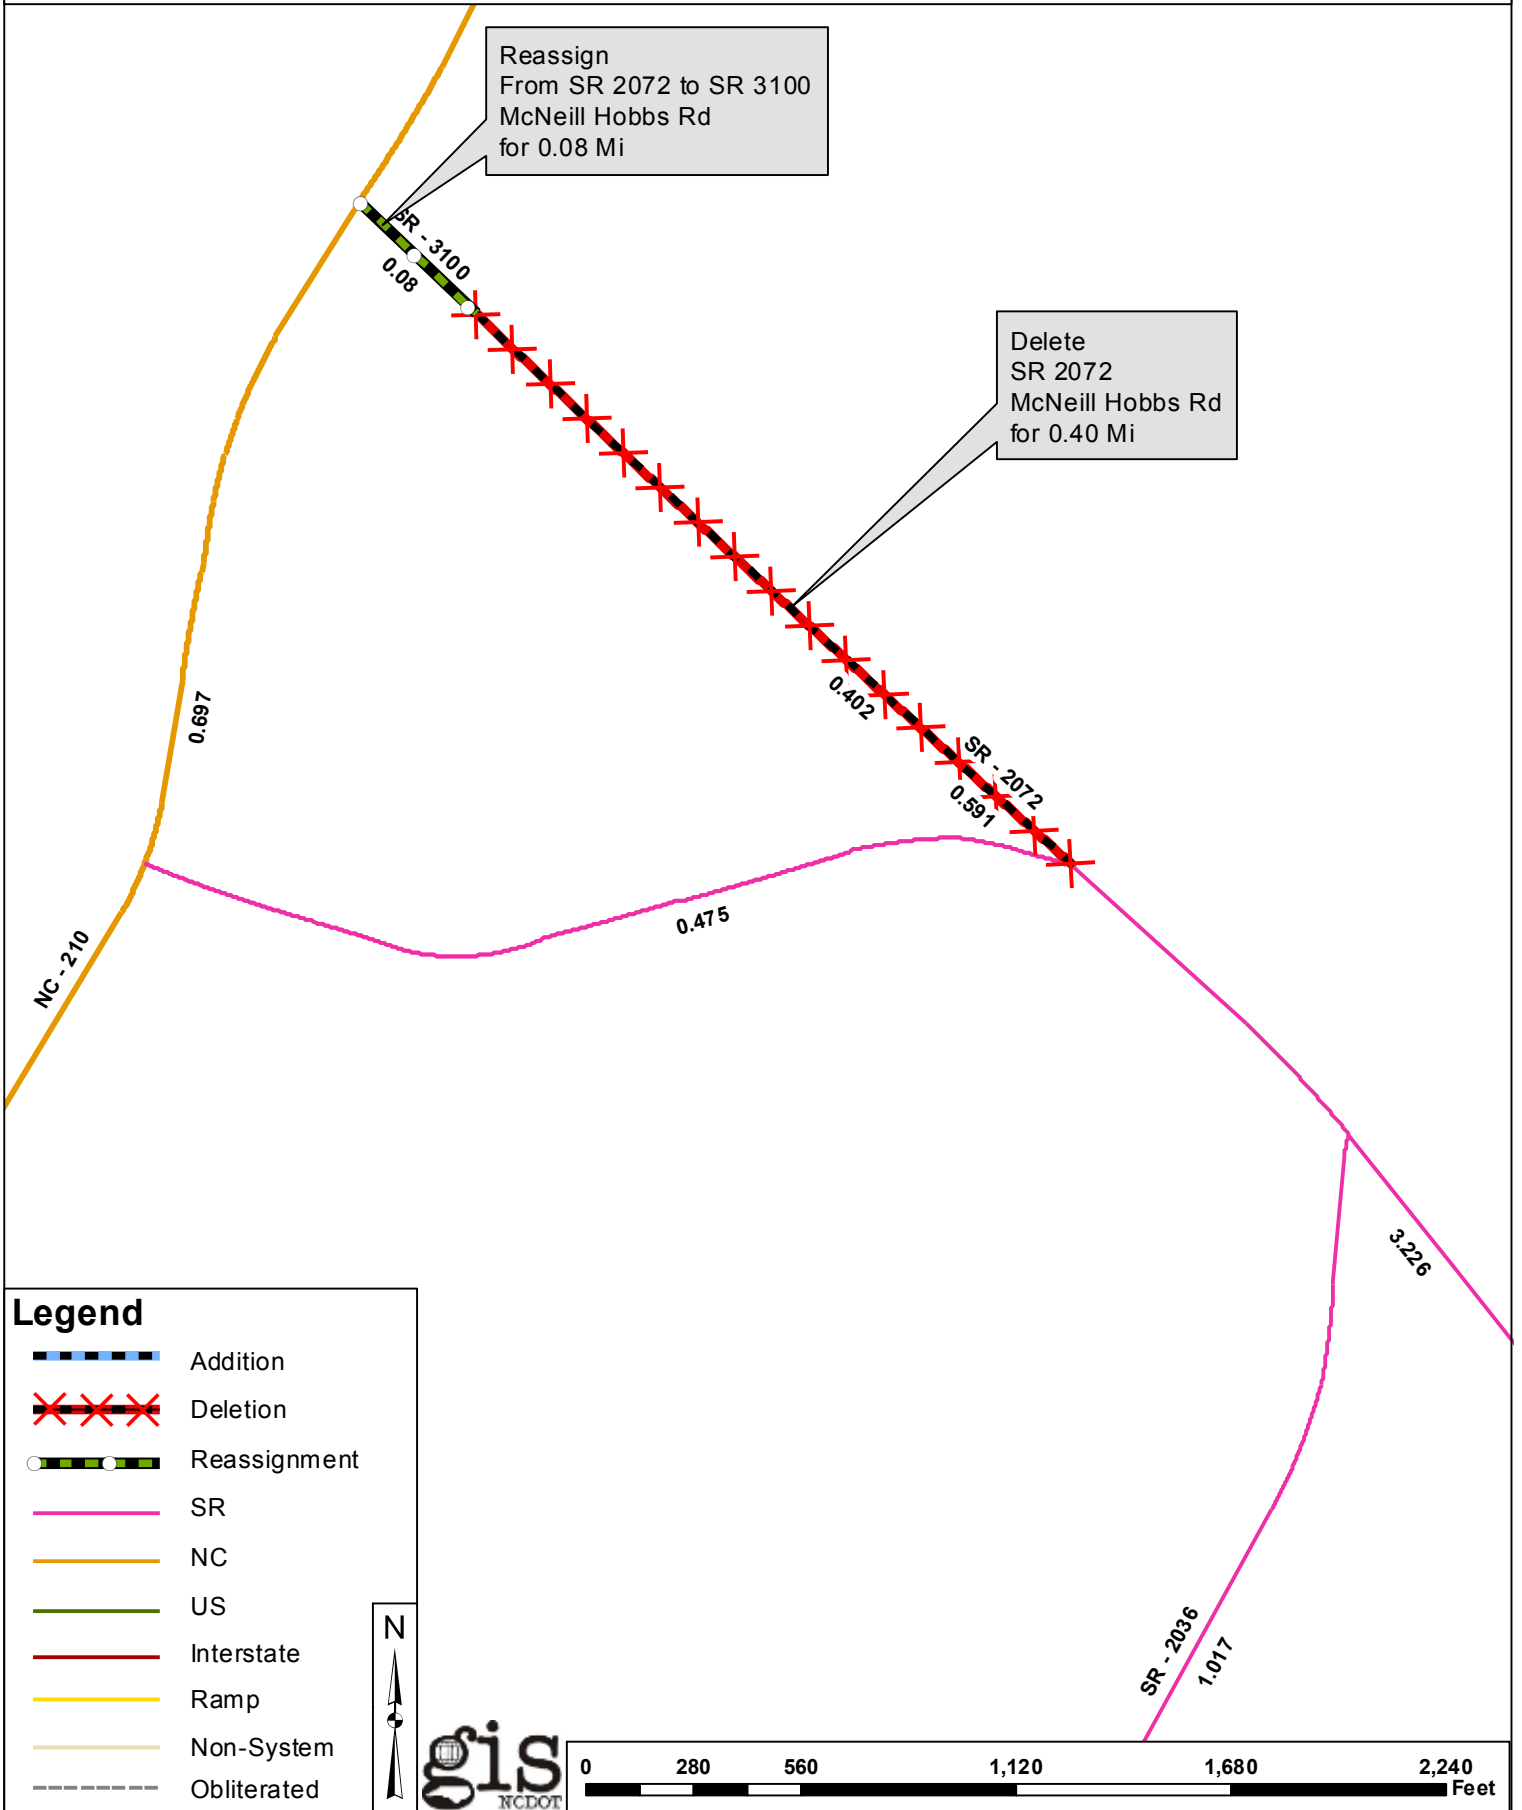 Reassign
From SR 2072 to SR 3100
McNeill Hobbs Rd
for 0.08 Mi
SR - 3100
0.08
Delete
SR 2072
McNeill Hobbs Rd
for 0.40 Mi
0.697
0.402
SR - 2072
0.591
0.475
NC - 210
3.226
SR - 2036
1.017
Legend
Addition
Deletion
Reassignment
SR
NC
US
Interstate
Ramp
Non-System
Obliterated
N
gis
NCDOT
0 280 560 1,120 1,680 2,240
Feet